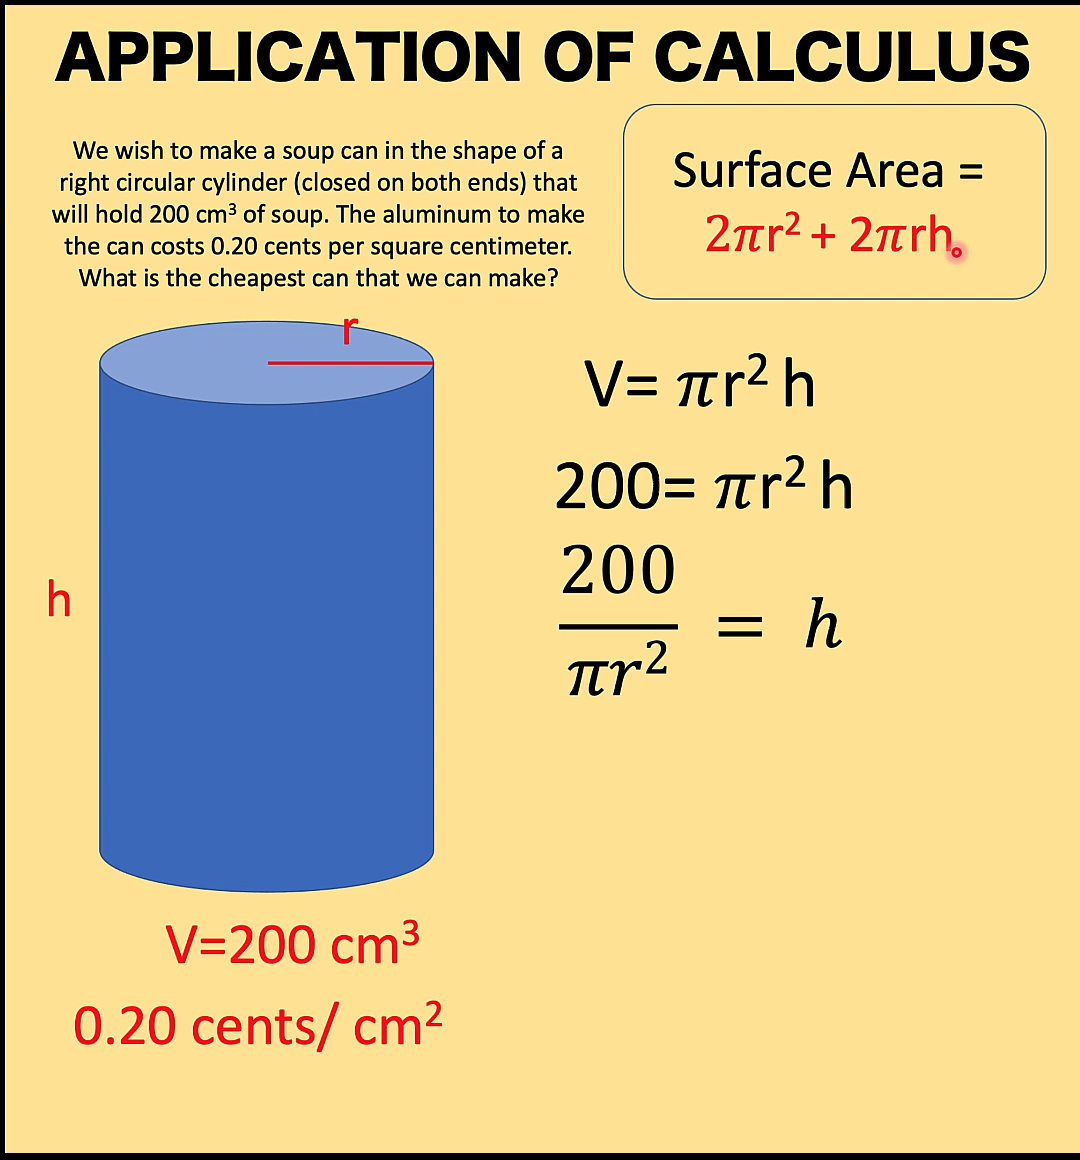 APPLICATION OF CALCULUS
We wish to make a soup can in the shape of a
right circular cylinder (closed on both ends) that
will hold 200 cm³ of soup. The aluminum to make
the can costs 0.20 cents per square centimeter.
What is the cheapest can that we can make?
Surface Area =
2πr² + 2πrh
r
h
V= πr² h
200= πr² h
200
πr²
= h
V=200 cm³
0.20 cents/ cm²